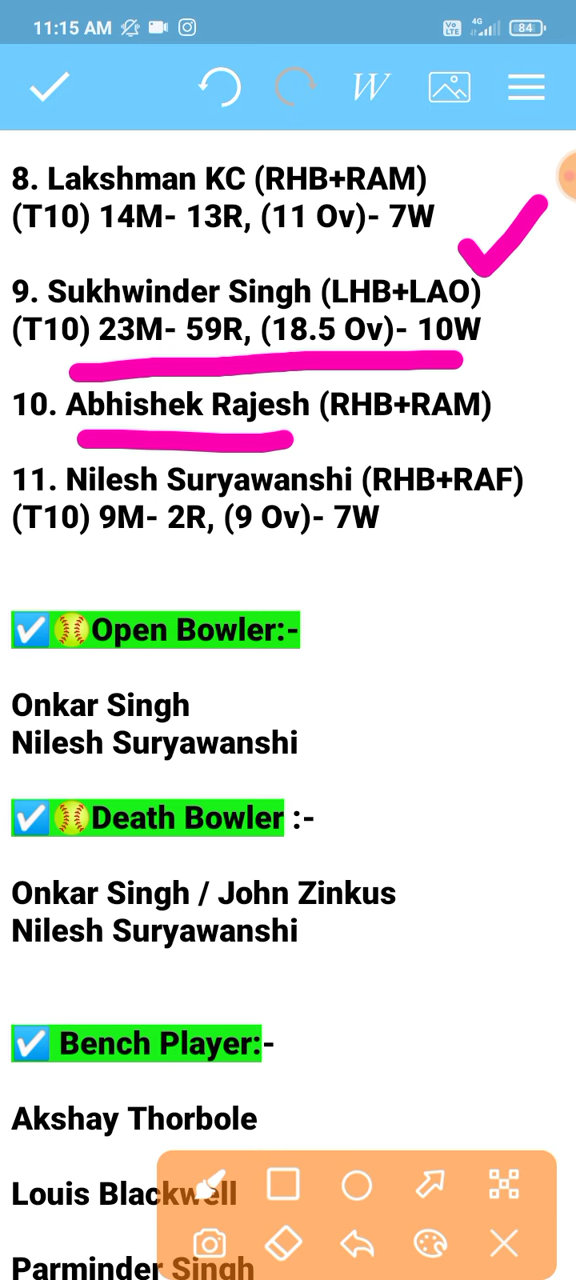 11:15 AM
Vo LTE 4G 84
W
8. Lakshman KC (RHB+RAM)
(T10) 14M- 13R, (11 Ov)- 7W
9. Sukhwinder Singh (LHB+LAO)
(T10) 23M- 59R, (18.5 Ov)- 10W
10. Abhishek Rajesh (RHB+RAM)
11. Nilesh Suryawanshi (RHB+RAF)
(T10) 9M- 2R, (9 Ov)- 7W
✅⚾Open Bowler:-
Onkar Singh
Nilesh Suryawanshi
✅⚾Death Bowler :-
Onkar Singh / John Zinkus
Nilesh Suryawanshi
✅ Bench Player:-
Akshay Thorbole
Louis Blackwell
Parminder Singh